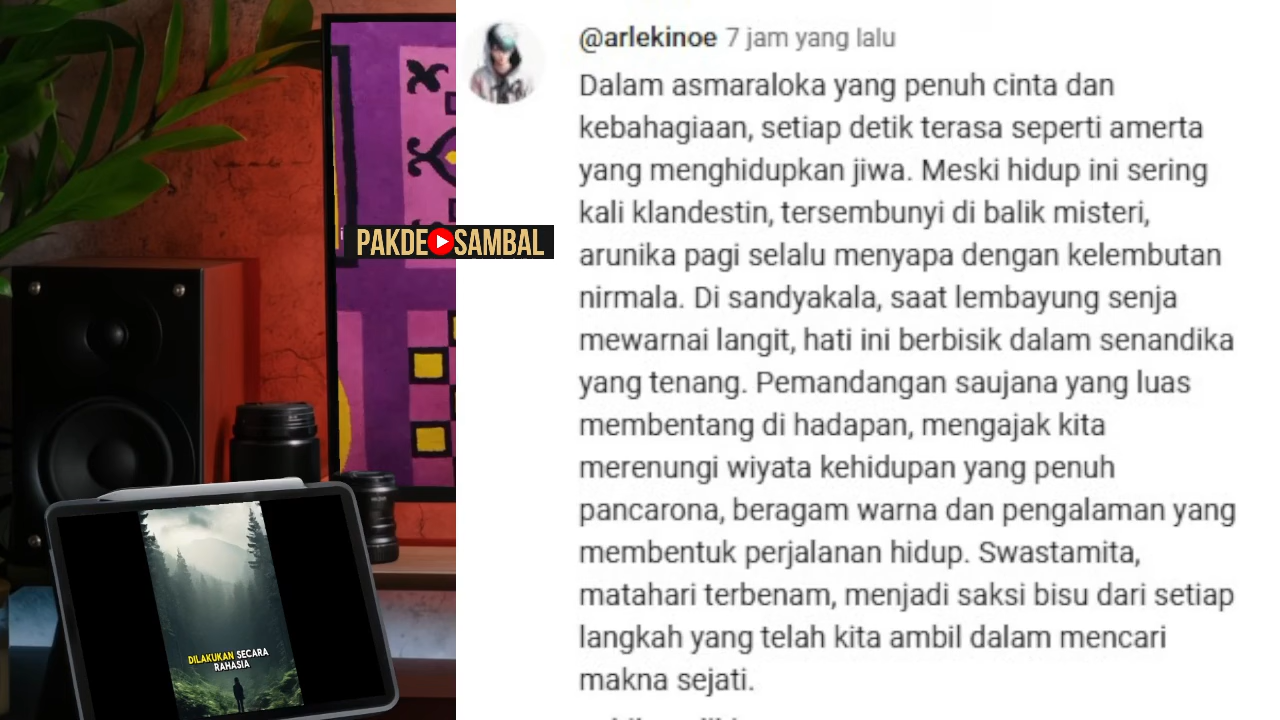 @arlekinoe 7 jam yang lalu
Dalam asmaraloka yang penuh cinta dan
kebahagiaan, setiap detik terasa seperti amerta
yang menghidupkan jiwa. Meski hidup ini sering
kali klandestin, tersembunyi di balik misteri,
arunika pagi selalu menyapa dengan kelembutan
nirmala. Di sandyakala, saat lembayung senja
mewarnai langit, hati ini berbisik dalam senandika
yang tenang. Pemandangan saujana yang luas
membentang di hadapan, mengajak kita
merenungi wiyata kehidupan yang penuh
pancarona, beragam warna dan pengalaman yang
membentuk perjalanan hidup. Swastamita,
matahari terbenam, menjadi saksi bisu dari setiap
langkah yang telah kita ambil dalam mencari
makna sejati.
PAKDE SAMBAL
DILAKUKAN SECARA
RAHASIA